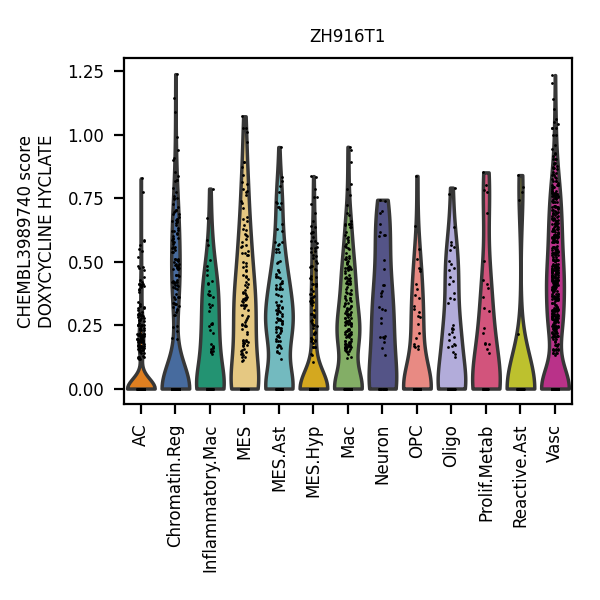 ZH916T1
CHEMBL3989740 score
DOXYCYCLINE HYCLATE
1.25
1.00
0.75
0.50
0.25
0.00
AC
Chromatin.Reg
Inflammatory.Mac
MES
MES.Ast
MES.Hyp
Mac
Neuron
OPC
Oligo
Prolif.Metab
Reactive.Ast
Vasc